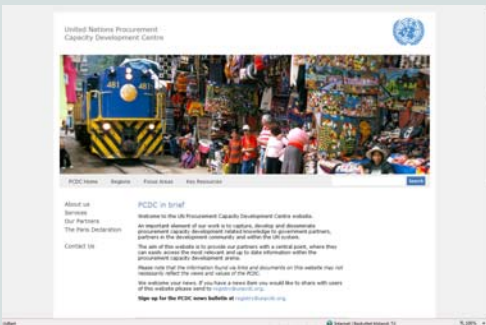 United Nations Procurement
Capacity Development Centre
481
481
PCDC Home Regions Focus Areas Key Resources
Search
About us
Services
Our Partners
The Paris Declaration
Contact Us
PCDC in brief
Welcome to the UN Procurement Capacity Development Centre website.
An important element of our work is to capture, develop and disseminate
procurement capacity development related knowledge to government partners,
partners in the development community and within the UN system.
The aim of this website is to provide our partners with a central point, where they
can easily access the most relevant and up to date information within the
procurement capacity development arena.
Please note that the information found via links and documents on this website may not
necessarily reflect the views and values of the PCDC.
We welcome your news. If you have a news item you would like to share with users
of this website please send to
Sign up for the PCDC news bulletin at
100%